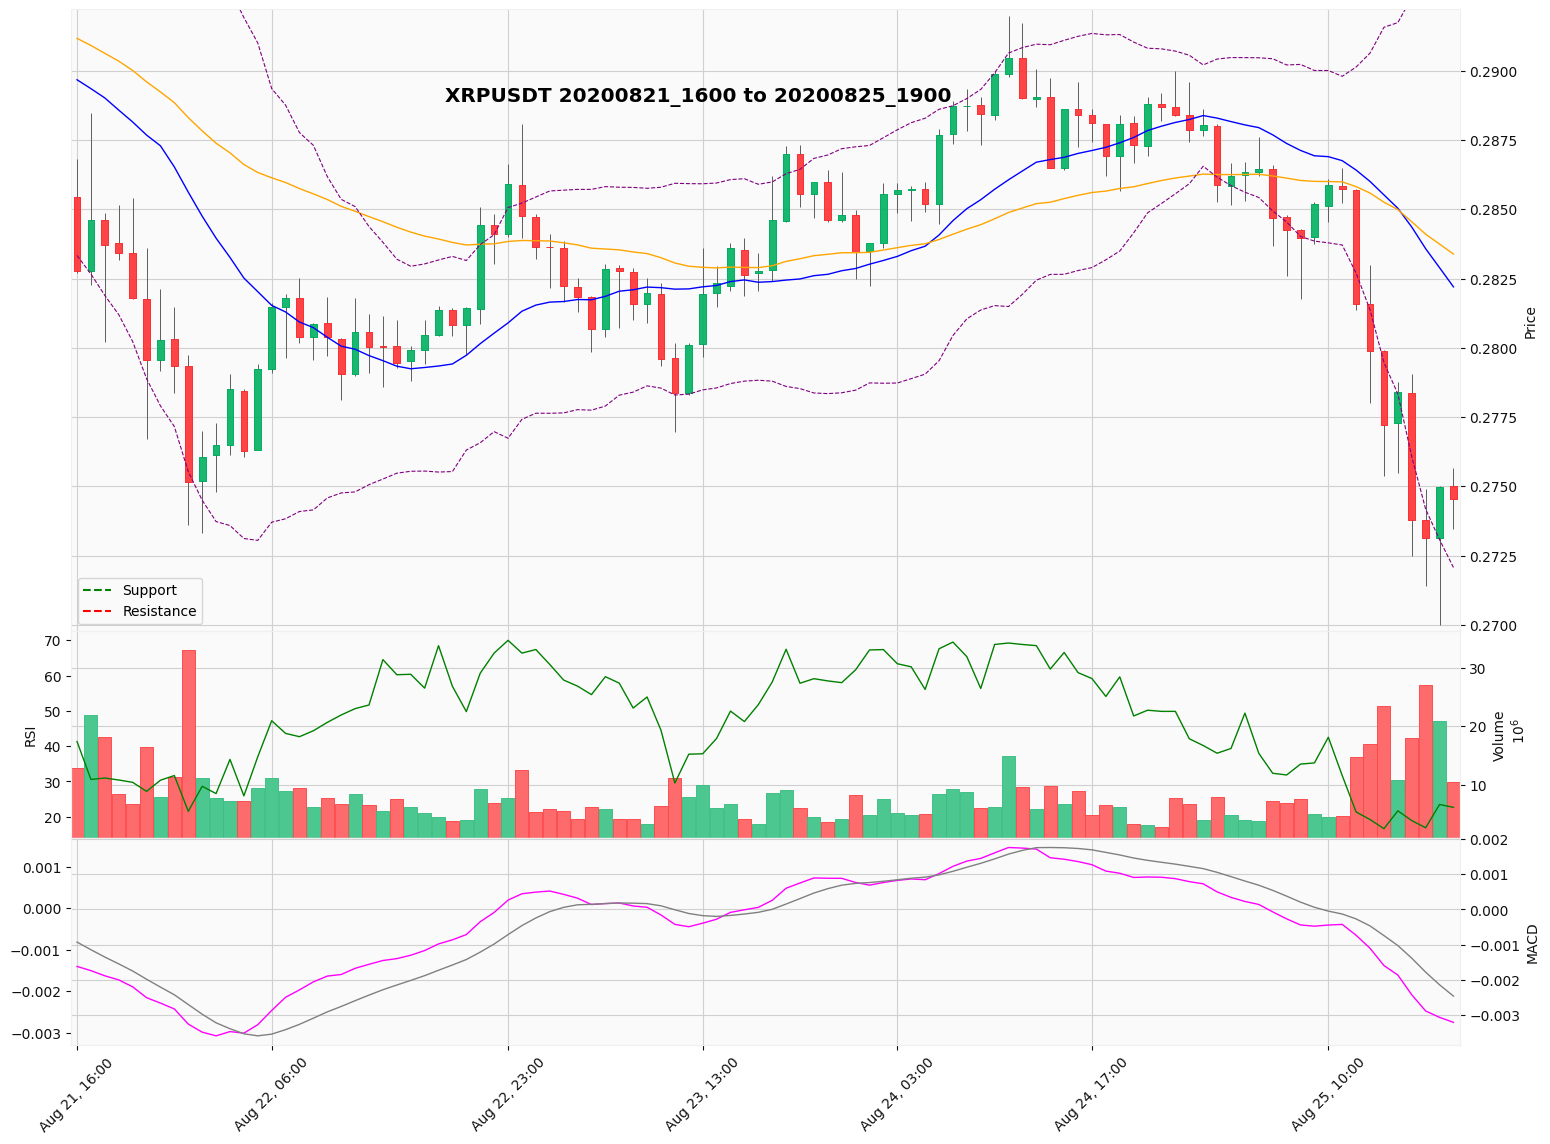 XRPUSDT 20200821_1600 to 20200825_1900
0.2900
0.2875
0.2850
0.2825
0.2800
0.2775
0.2750
0.2725
0.2700
Price
Support
Resistance
70
60
50
40
30
20
RSI
30
20
10
Volume
10^6
0.001
0.000
−0.001
−0.002
−0.003
0.002
0.001
0.000
−0.001
−0.002
−0.003
MACD
Aug 21, 16:00
Aug 22, 06:00
Aug 22, 23:00
Aug 23, 13:00
Aug 24, 03:00
Aug 24, 17:00
Aug 25, 10:00